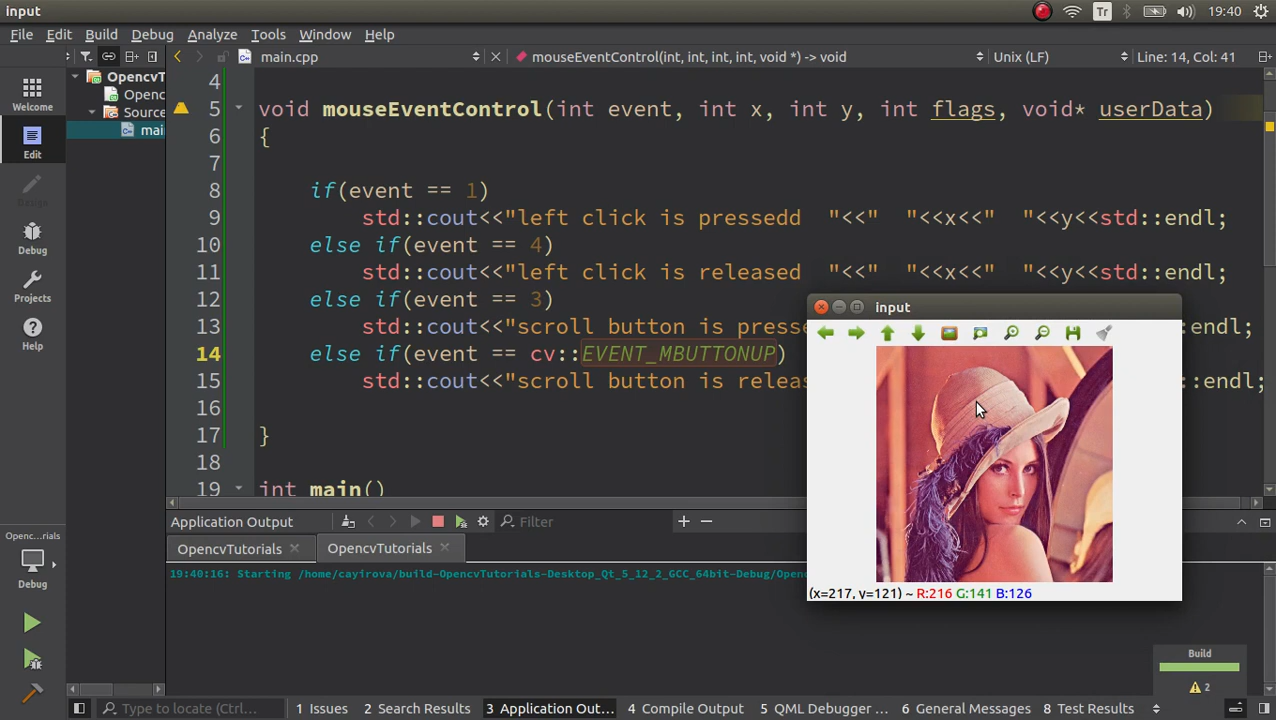 input
Tr
19:40
File Edit Build Debug Analyze Tools Window Help
main.cpp
mouseEventControl(int, int, int, int, void *) -> void
Unix (LF)
Line: 14, Col: 41
Welcome
Edit
Design
Debug
Projects
Help
OpencvT
Openc
Source
mai
4
5 void mouseEventControl(int event, int x, int y, int flags, void* userData)
6 {
7
8 if(event == 1)
9 std::cout<<"left click is pressedd "<<" "<<x<<" "<<y<<std::endl;
10 else if(event == 4)
11 std::cout<<"left click is released "<<" "<<x<<" "<<y<<std::endl;
12 else if(event == 3)
13 std::cout<<"scroll button is presse ::endl;
14 else if(event == cv::EVENT_MBUTTONUP)
15 std::cout<<"scroll button is releas ::endl;
16
17 }
18
19 int main()
input
(x=217, y=121) ~ R:216 G:141 B:126
Application Output
Filter
OpencvTutorials
OpencvTutorials
19:40:16: Starting /home/cayirova/build-OpencvTutorials-Desktop_Qt_5_12_2_GCC_64bit-Debug/Openc
Openc...rials
Debug
Build
2
Type to locate (Ctrl...
1 Issues
2 Search Results
3 Application Out...
4 Compile Output
5 QML Debugger ...
6 General Messages
8 Test Results